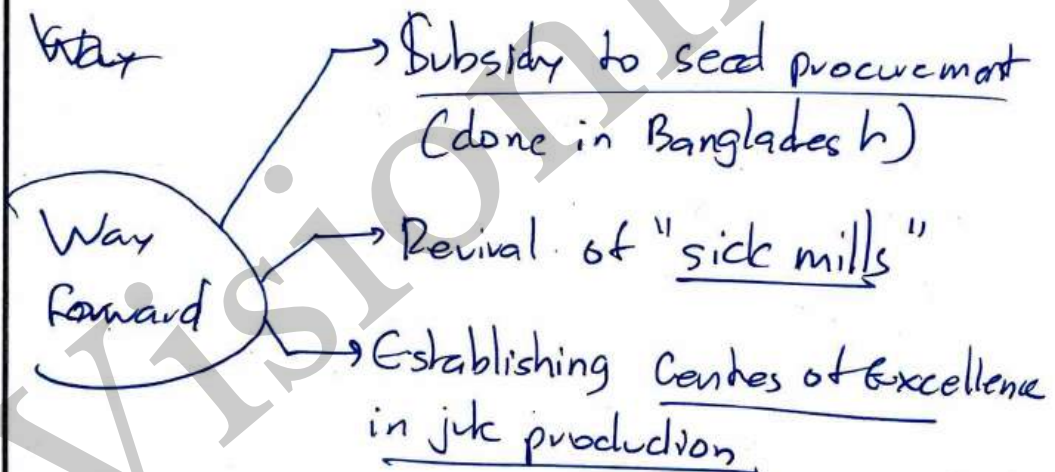 Way
Subsidy to seed procurement
(done in Bangladesh)
Way
Forward
Revival of "sick mills"
Establishing Centres of Excellence
in jute production
Vision